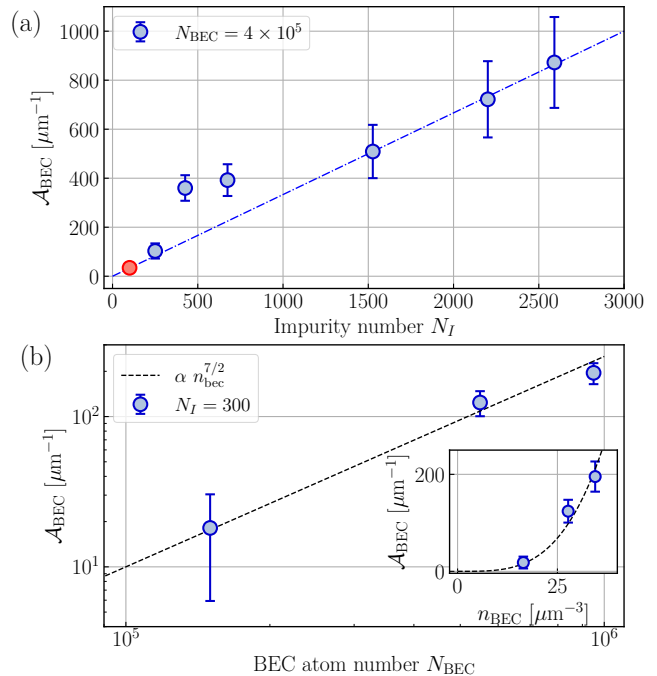 (a)
N_BEC = 4 × 10^5
1000
800
600
400
200
0
𝒜_BEC [μm^−1]
0 500 1000 1500 2000 2500 3000
Impurity number N_I
(b)
α n_bec^7/2
N_I = 300
10^2
10^1
𝒜_BEC [μm^−1]
200
0
𝒜_BEC [μm^−1]
0 25
n_BEC [μm^−3]
10^5 10^6
BEC atom number N_BEC